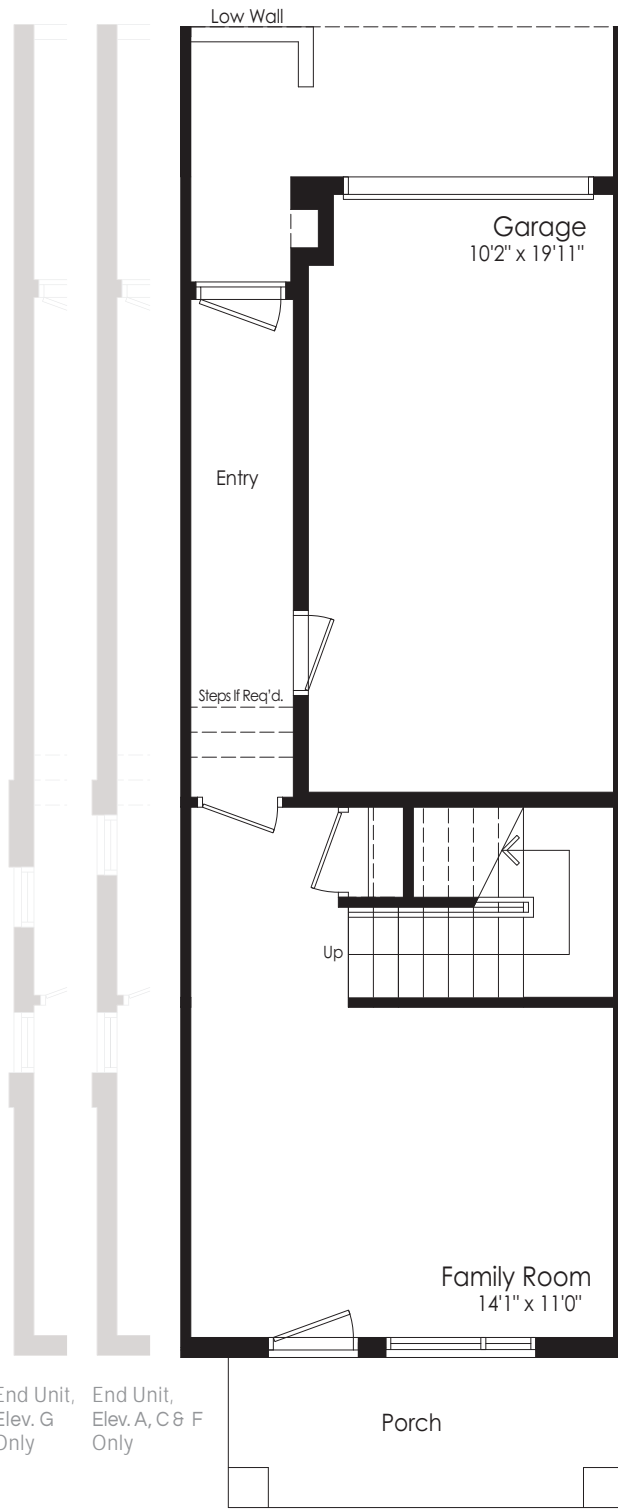 Low Wall
Garage
10'2" x 19'11"
Entry
Steps If Req'd.
Up
Family Room
14'1" x 11'0"
Porch
End Unit,
Elev. G
Only
End Unit,
Elev. A, C & F
Only